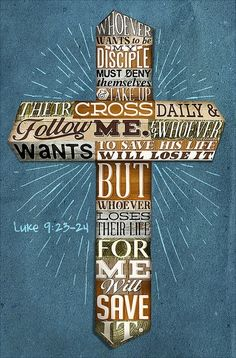 WHOEVER
WANTS to be
MY
DISCIPLE
MUST DENY
themselves
& TAKE UP
THEIR CROSS DAILY &
Follow ME. & WHOEVER
WANTS TO SAVE HIS LIFE
WILL LOSE IT
BUT
WHOEVER
LOSES
THEIR LIFE
FOR
ME
Will
SAVE
IT.
Luke 9:23-24